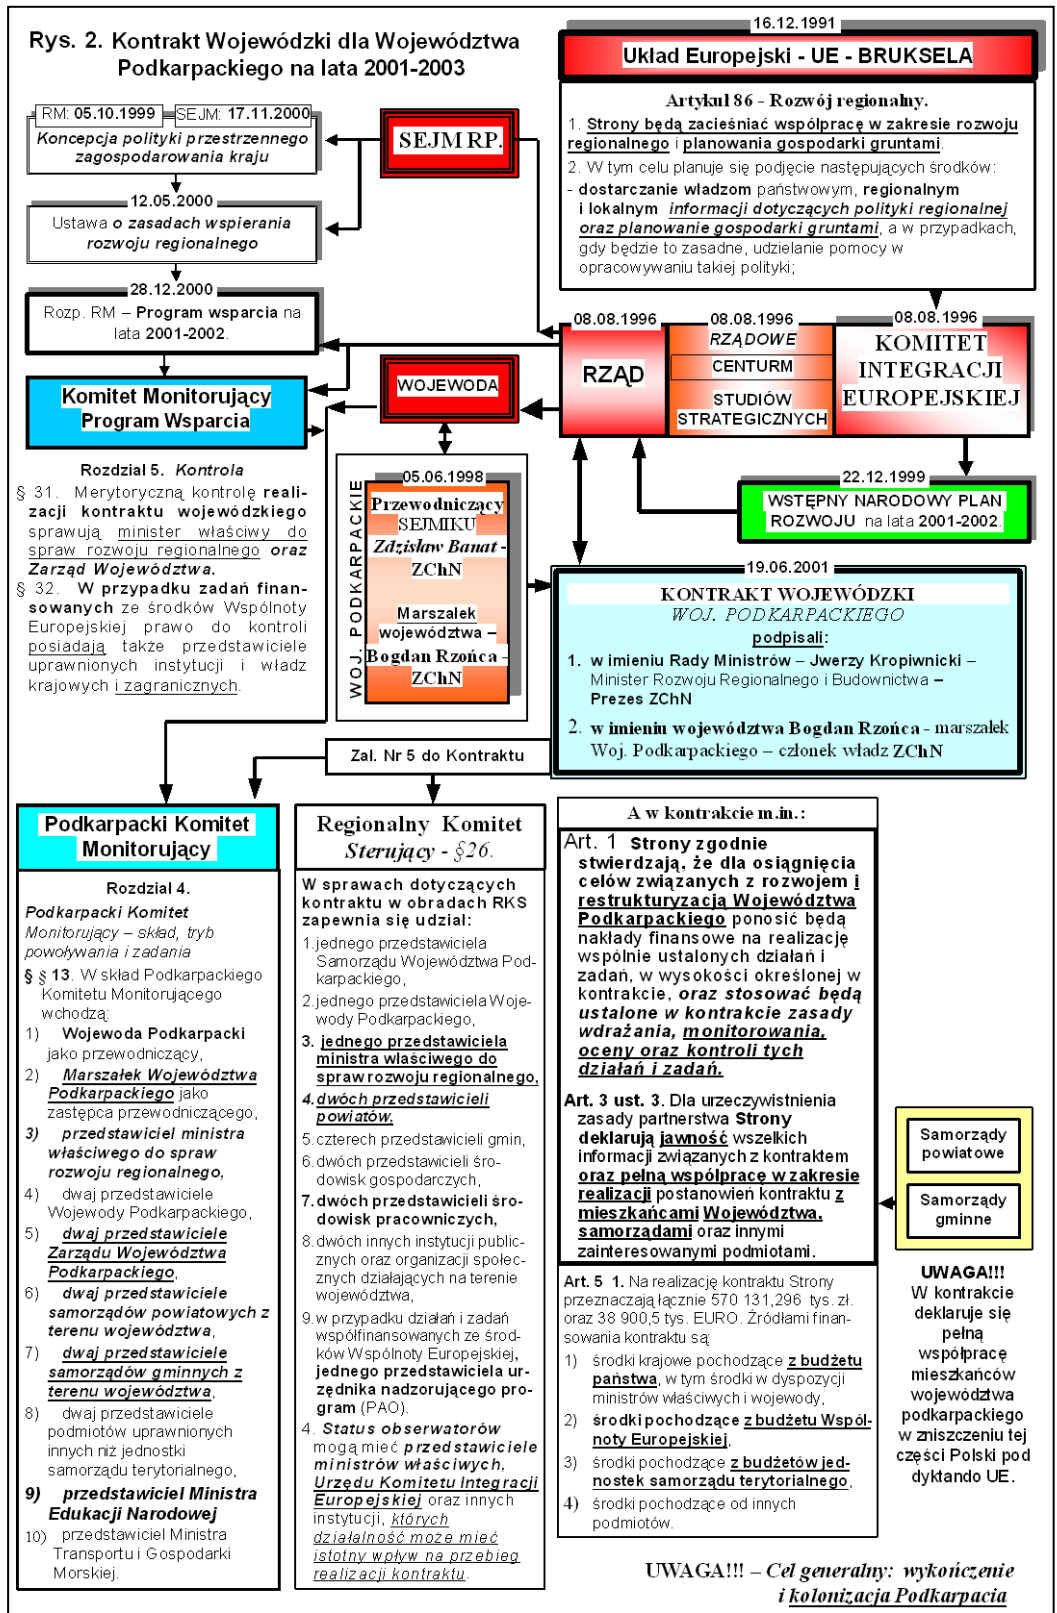 Rys. 2. Kontrakt Wojewódzki dla Województwa
Podkarpackiego na lata 2001-2003
16.12.1991
Układ Europejski - UE - BRUKSELA
Artykuł 86 - Rozwój regionalny.
1. Strony będą zacieśniać współpracę w zakresie rozwoju
regionalnego i planowania gospodarki gruntami.
2. W tym celu planuje się podjęcie następujących środków:
- dostarczanie władzom państwowym, regionalnym
i lokalnym informacji dotyczących polityki regionalnej
oraz planowanie gospodarki gruntami, a w przypadkach,
gdy będzie to zasadne, udzielanie pomocy w
opracowywaniu takiej polityki;
RM: 05.10.1999 SEJM: 17.11.2000
Koncepcja polityki przestrzennego
zagospodarowania kraju
SEJM RP.
12.05.2000
Ustawa o zasadach wspierania
rozwoju regionalnego
28.12.2000
Rozp. RM – Program wsparcia na
lata 2001-2002.
Komitet Monitorujący
Program Wsparcia
WOJEWODA
08.08.1996
RZĄD
08.08.1996
RZĄDOWE
CENTURM
STUDIÓW
STRATEGICZNYCH
08.08.1996
KOMITET
INTEGRACJI
EUROPEJSKIEJ
22.12.1999
WSTĘPNY NARODOWY PLAN
ROZWOJU na lata 2001-2002.
Rozdział 5. Kontrola
§ 31. Merytoryczną kontrolę reali-
zacji kontraktu wojewódzkiego
sprawują minister właściwy do
spraw rozwoju regionalnego oraz
Zarząd Województwa.
§ 32. W przypadku zadań finan-
sowanych ze środków Wspólnoty
Europejskiej prawo do kontroli
posiadają także przedstawiciele
uprawnionych instytucji i władz
krajowych i zagranicznych.
WOJ. PODKARPACKIE
05.06.1998
Przewodniczący
SEJMIKU
Zdzisław Banat -
ZChN
Marszałek
województwa –
Bogdan Rzońca -
ZChN
19.06.2001
KONTRAKT WOJEWÓDZKI
WOJ. PODKARPACKIEGO
podpisali:
1. w imieniu Rady Ministrów – Jwerzy Kropiwnicki –
Minister Rozwoju Regionalnego i Budownictwa –
Prezes ZChN
2. w imieniu województwa Bogdan Rzońca - marszałek
Woj. Podkarpackiego – członek władz ZChN
Zał. Nr 5 do Kontraktu
Podkarpacki Komitet
Monitorujący
Rozdział 4.
Podkarpacki Komitet
Monitorujący – skład, tryb
powoływania i zadania
§ § 13. W skład Podkarpackiego
Komitetu Monitorującego
wchodzą:
1) Wojewoda Podkarpacki
jako przewodniczący,
2) Marszałek Województwa
Podkarpackiego jako
zastępca przewodniczącego,
3) przedstawiciel ministra
właściwego do spraw
rozwoju regionalnego,
4) dwaj przedstawiciele
Wojewody Podkarpackiego,
5) dwaj przedstawiciele
Zarządu Województwa
Podkarpackiego,
6) dwaj przedstawiciele
samorządów powiatowych z
terenu województwa,
7) dwaj przedstawiciele
samorządów gminnych z
terenu województwa,
8) dwaj przedstawiciele
podmiotów uprawnionych
innych niż jednostki
samorządu terytorialnego,
9) przedstawiciel Ministra
Edukacji Narodowej
10) przedstawiciel Ministra
Transportu i Gospodarki
Morskiej.
Regionalny Komitet
Sterujący - §26.
W sprawach dotyczących
kontraktu w obradach RKS
zapewnia się udział:
1. jednego przedstawiciela
Samorządu Województwa Pod-
karpackiego,
2. jednego przedstawiciela Woje-
wody Podkarpackiego,
3. jednego przedstawiciela
ministra właściwego do
spraw rozwoju regionalnego,
4. dwóch przedstawicieli
powiatów,
5. czterech przedstawicieli gmin,
6. dwóch przedstawicieli śro-
dowisk gospodarczych,
7. dwóch przedstawicieli śro-
dowisk pracowniczych,
8. dwóch innych instytucji public-
znych oraz organizacji społe-
cznych działających na terenie
województwa,
9. w przypadku działań i zadań
współfinansowanych ze środ-
ków Wspólnoty Europejskiej,
jednego przedstawiciela urz-
zędnika nadzorującego pro-
gram (PAO).
4. Status obserwatorów
mogą mieć przedstawiciele
ministrów właściwych,
Urzędu Komitetu Integracji
Europejskiej oraz innych
instytucji, których
działalność może mieć
istotny wpływ na przebieg
realizacji kontraktu.
A w kontrakcie m.in.:
Art. 1 Strony zgodnie
stwierdzają, że dla osiągnięcia
celów związanych z rozwojem i
restrukturyzacją Województwa
Podkarpackiego ponosić będą
nakłady finansowe na realizację
wspólnie ustalonych działań i
zadań, w wysokości określonej w
kontrakcie, oraz stosować będą
ustalone w kontrakcie zasady
wdrażania, monitorowania,
oceny oraz kontroli tych
działań i zadań.
Art. 3 ust. 3. Dla urzeczywistnienia
zasady partnerstwa Strony
deklarują jawność wszelkich
informacji związanych z kontraktem
oraz pełną współpracę w zakresie
realizacji postanowień kontraktu z
mieszkańcami Województwa,
samorządami oraz innymi
zainteresowanymi podmiotami.
Art. 5 1. Na realizację kontraktu Strony
przeznaczają łącznie 570 131,296 tys. zł.
oraz 38 900,5 tys. EURO. Źródłami finan-
sowania kontraktu są:
1) środki krajowe pochodzące z budżetu
państwa, w tym środki w dyspozycji
ministrów właściwych i wojewody,
2) środki pochodzące z budżetu Wspól-
noty Europejskiej,
3) środki pochodzące z budżetów jed-
nostek samorządu terytorialnego,
4) środki pochodzące od innych
podmiotów.
Samorządy
powiatowe
Samorządy
gminne
UWAGA!!!
W kontrakcie
deklaruje się
pełną
współpracę
mieszkańców
województwa
podkarpackiego
w zniszczeniu tej
części Polski pod
dyktando UE.
UWAGA!!! – Cel generalny: wykończenie
i kolonizacja Podkarpacia